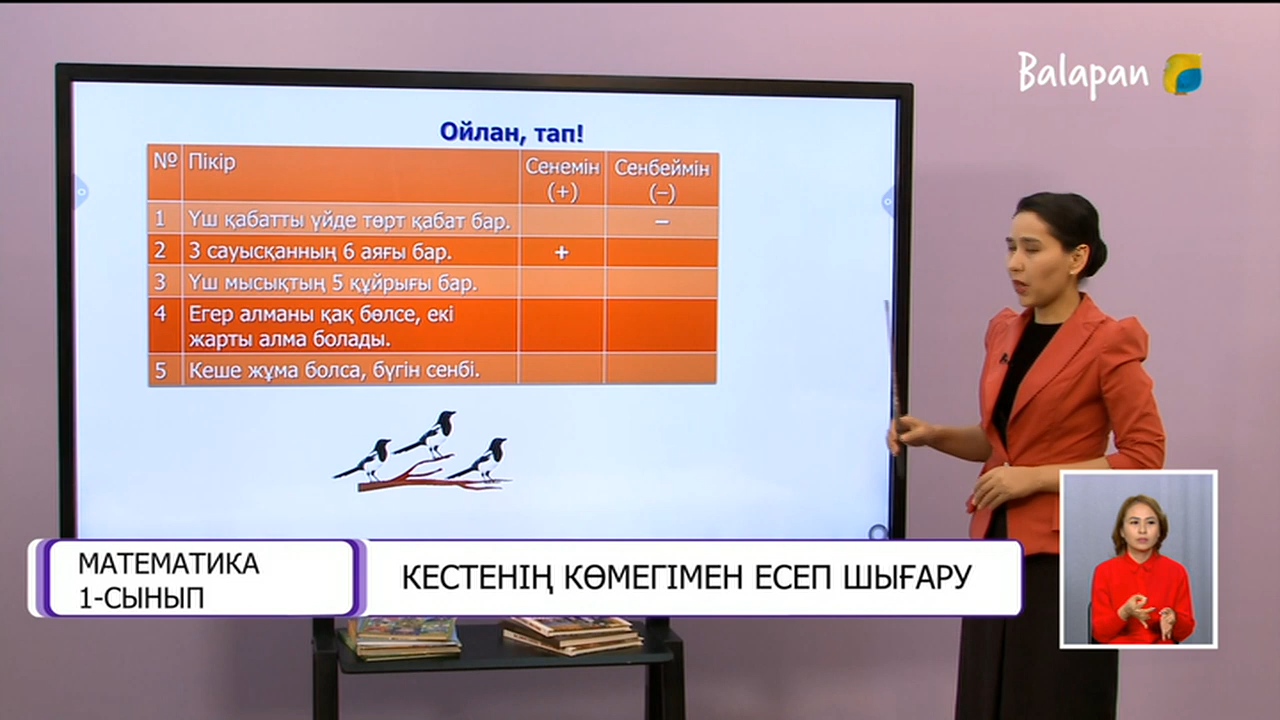 Balapan
Ойлан, тап!
№ Пікір Сенемін (+) Сенбеймін (–)
1 Үш қабатты үйде төрт қабат бар. –
2 3 сауысқанның 6 аяғы бар. +
3 Үш мысықтың 5 құйрығы бар.
4 Егер алманы қақ бөлсе, екі
жарты алма болады.
5 Кеше жұма болса, бүгін сенбі.
МАТЕМАТИКА
1-СЫНЫП
КЕСТЕНІҢ КӨМЕГІМЕН ЕСЕП ШЫҒАРУ